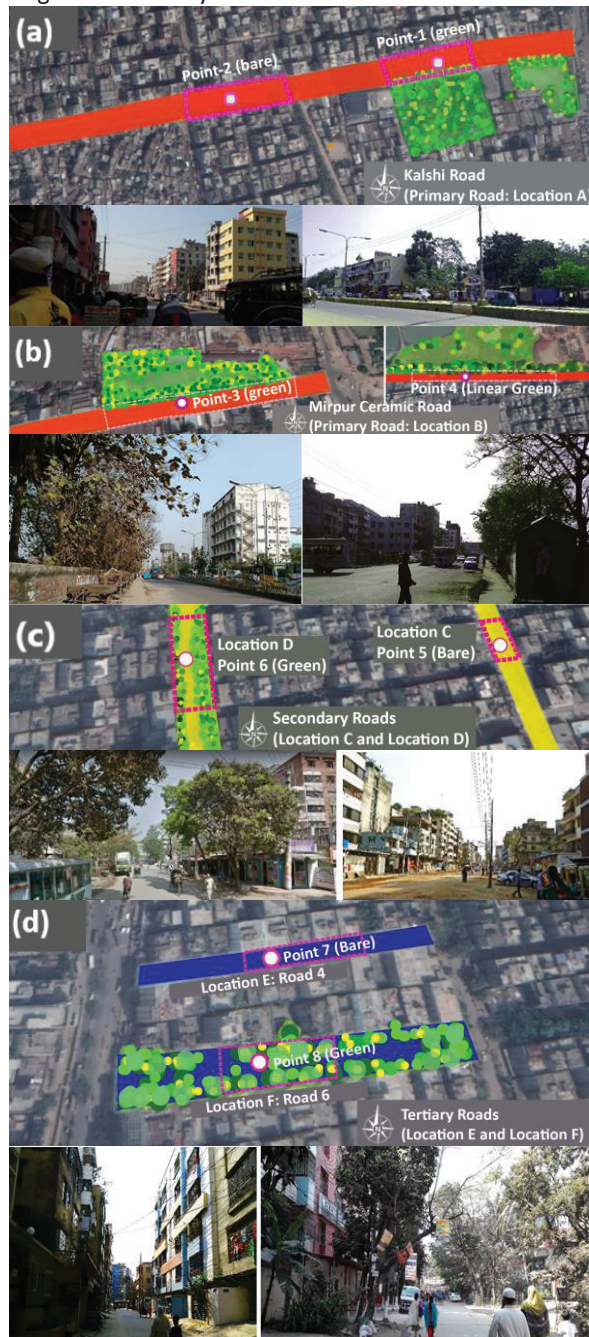 (a)
Point-2 (bare)
Point-1 (green)
Kalshi Road
(Primary Road: Location A)
(b)
Point-3 (green)
Point 4 (Linear Green)
Mirpur Ceramic Road
(Primary Road: Location B)
(c)
Location D
Point 6 (Green)
Location C
Point 5 (Bare)
Secondary Roads
(Location C and Location D)
(d)
Point 7 (Bare)
Location E: Road 4
Point 8 (Green)
Location F: Road 6
Tertiary Roads
(Location E and Location F)